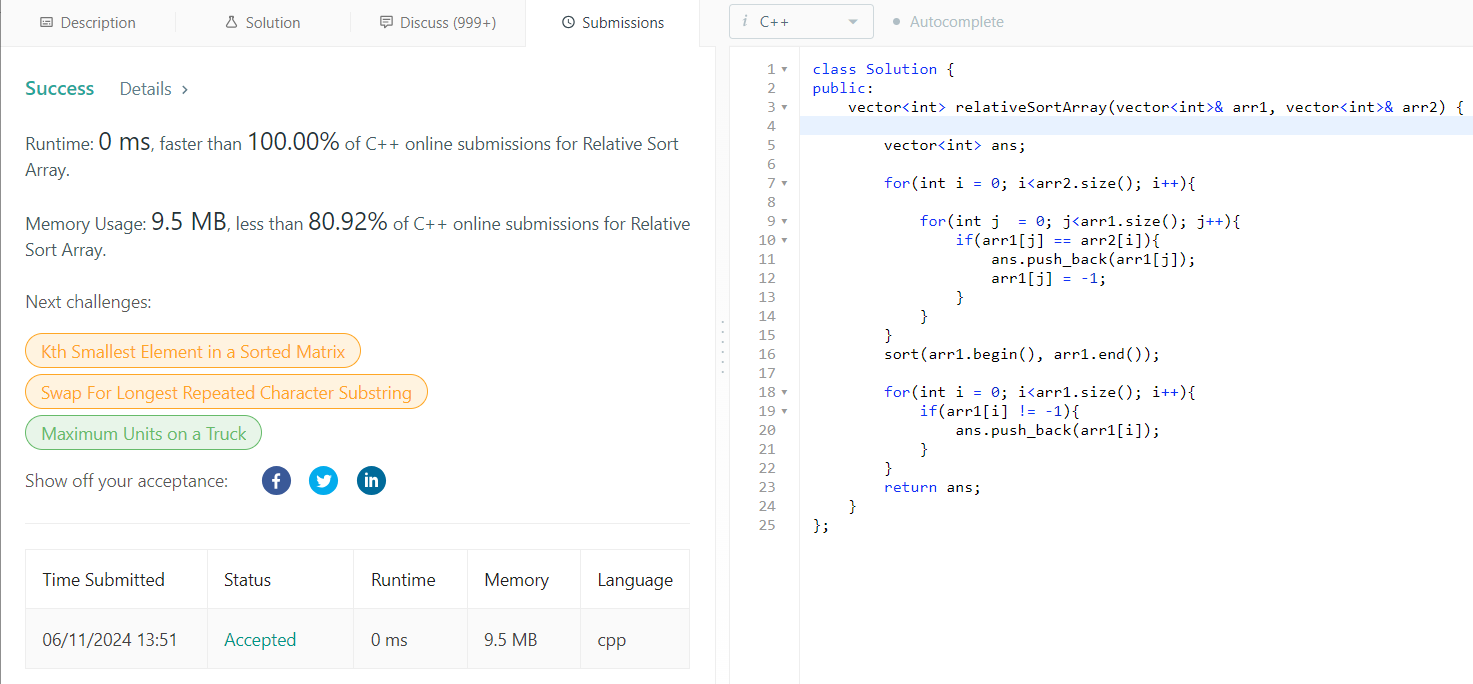 Description Solution Discuss (999+) Submissions
Success Details >
Runtime: 0 ms, faster than 100.00% of C++ online submissions for Relative Sort
Array.
Memory Usage: 9.5 MB, less than 80.92% of C++ online submissions for Relative
Sort Array.
Next challenges:
Kth Smallest Element in a Sorted Matrix
Swap For Longest Repeated Character Substring
Maximum Units on a Truck
Show off your acceptance: f in
Time Submitted Status Runtime Memory Language
06/11/2024 13:51 Accepted 0 ms 9.5 MB cpp
i C++ Autocomplete
1 class Solution {
2 public:
3     vector<int> relativeSortArray(vector<int>& arr1, vector<int>& arr2) {
4
5         vector<int> ans;
6
7         for(int i = 0; i<arr2.size(); i++){
8
9             for(int j  = 0; j<arr1.size(); j++){
10                 if(arr1[j] == arr2[i]){
11                     ans.push_back(arr1[j]);
12                     arr1[j] = -1;
13                 }
14             }
15         }
16         sort(arr1.begin(), arr1.end());
17
18         for(int i = 0; i<arr1.size(); i++){
19             if(arr1[i] != -1){
20                 ans.push_back(arr1[i]);
21             }
22         }
23         return ans;
24     }
25 };